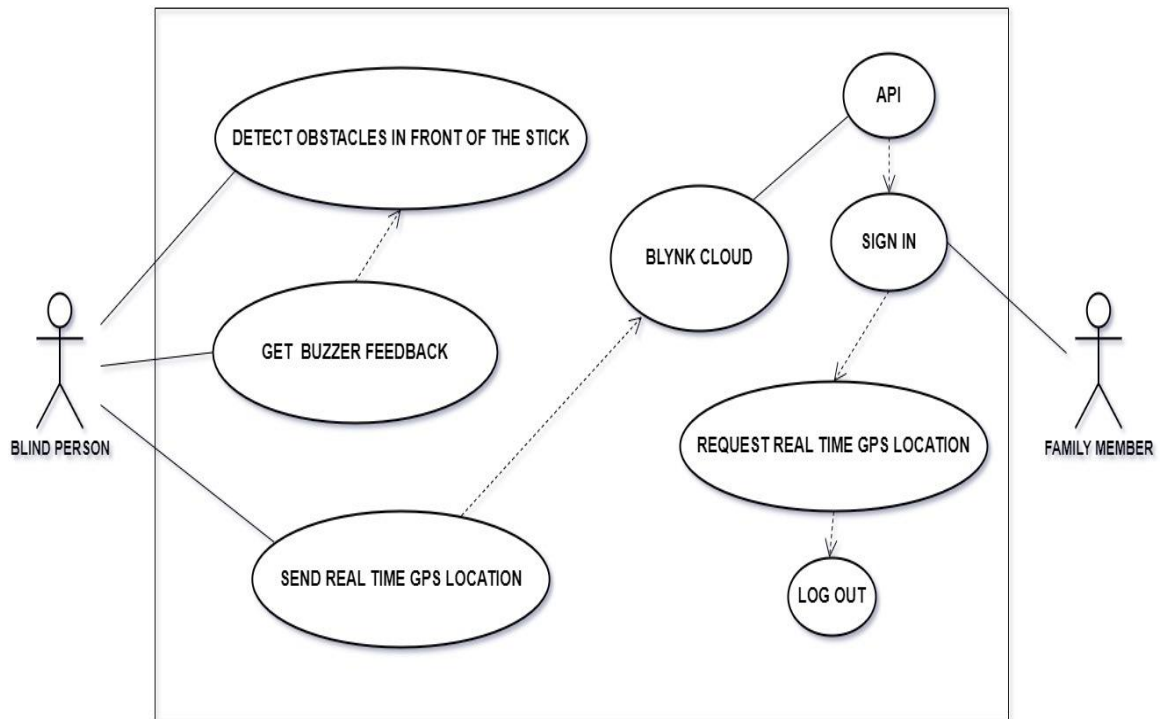 API
DETECT OBSTACLES IN FRONT OF THE STICK
SIGN IN
BLYNK CLOUD
GET BUZZER FEEDBACK
BLIND PERSON
REQUEST REAL TIME GPS LOCATION
FAMILY MEMBER
SEND REAL TIME GPS LOCATION
LOG OUT